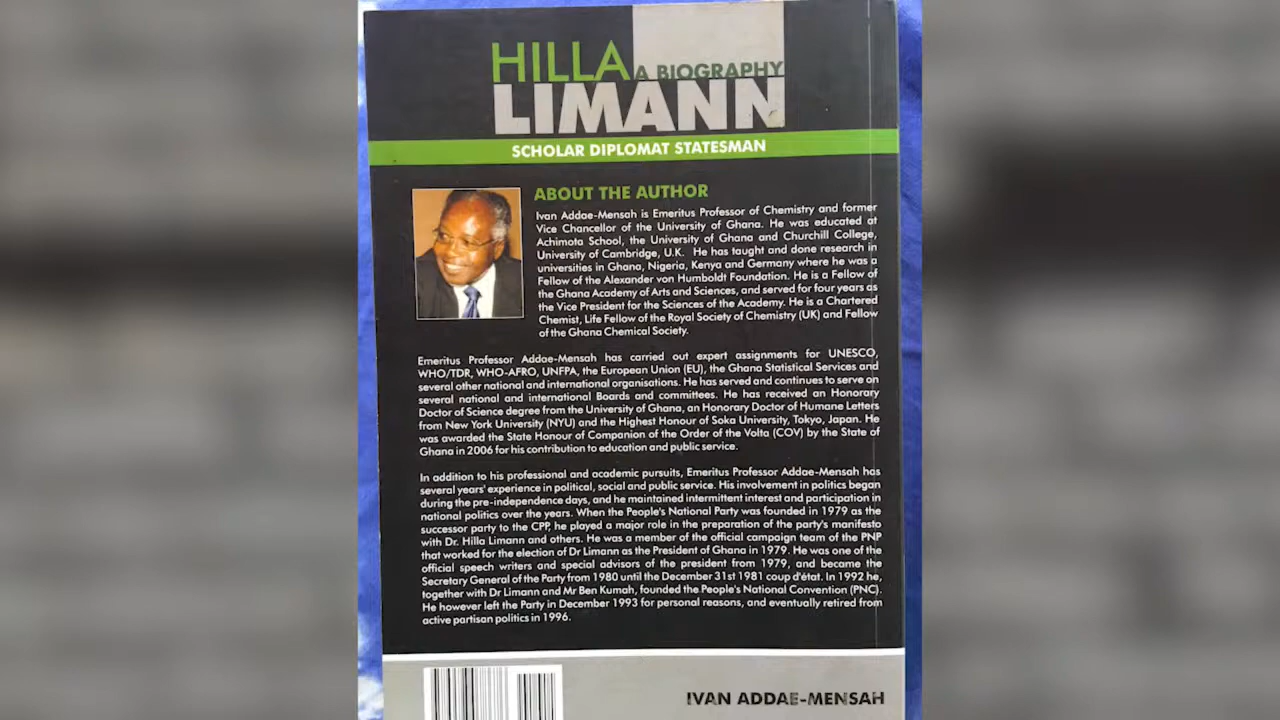 HILLA
A BIOGRAPHY
LIMANN
SCHOLAR DIPLOMAT STATESMAN
ABOUT THE AUTHOR
Ivan Addae-Mensah is Emeritus Professor of Chemistry and former
Vice Chancellor of the University of Ghana. He was educated at
Achimota School, the University of Ghana and Churchill College,
University of Cambridge, U.K. He has taught and done research in
universities in Ghana, Nigeria, Kenya and Germany where he was a
Fellow of the Alexander von Humboldt Foundation. He is a Fellow of
the Ghana Academy of Arts and Sciences, and served for four years as
the Vice President for the Sciences of the Academy. He is a Chartered
Chemist, Life Fellow of the Royal Society of Chemistry (UK) and Fellow
of the Ghana Chemical Society.
Emeritus Professor Addae-Mensah has carried out expert assignments for UNESCO,
WHO/TDR, WHO-AFRO, UNFPA, the European Union (EU), the Ghana Statistical Services and
several other national and international organisations. He has served and continues to serve on
several national and international Boards and committees. He has received an Honorary
Doctor of Science degree from the University of Ghana, an Honorary Doctor of Humane Letters
from New York University (NYU) and the Highest Honour of Soka University, Tokyo, Japan. He
was awarded the State Honour of Companion of the Order of the Volta (COV) by the State of
Ghana in 2006 for his contribution to education and public service.
In addition to his professional and academic pursuits, Emeritus Professor Addae-Mensah has
several years' experience in political, social and public service. His involvement in politics began
during the pre-independence days, and he maintained intermittent interest and participation in
national politics over the years. When the People's National Party was founded in 1979 as the
successor party to the CPP, he played a major role in the preparation of the party's manifesto
with Dr. Hilla Limann and others. He was a member of the official campaign team of the PNP
that worked for the election of Dr Limann as the President of Ghana in 1979. He was one of the
official speech writers and special advisors of the president from 1979, and became the
Secretary General of the Party from 1980 until the December 31st 1981 coup d'état. In 1992 he,
together with Dr Limann and Mr Ben Kumah, founded the People's National Convention (PNC).
He however left the Party in December 1993 for personal reasons, and eventually retired from
active partisan politics in 1996.
IVAN ADDAE-MENSAH